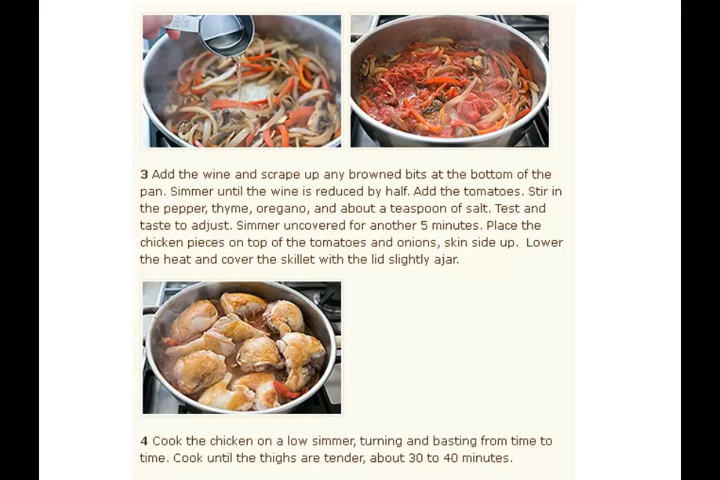 3 Add the wine and scrape up any browned bits at the bottom of the
pan. Simmer until the wine is reduced by half. Add the tomatoes. Stir in
the pepper, thyme, oregano, and about a teaspoon of salt. Test and
taste to adjust. Simmer uncovered for another 5 minutes. Place the
chicken pieces on top of the tomatoes and onions, skin side up.  Lower
the heat and cover the skillet with the lid slightly ajar.
4 Cook the chicken on a low simmer, turning and basting from time to
time. Cook until the thighs are tender, about 30 to 40 minutes.